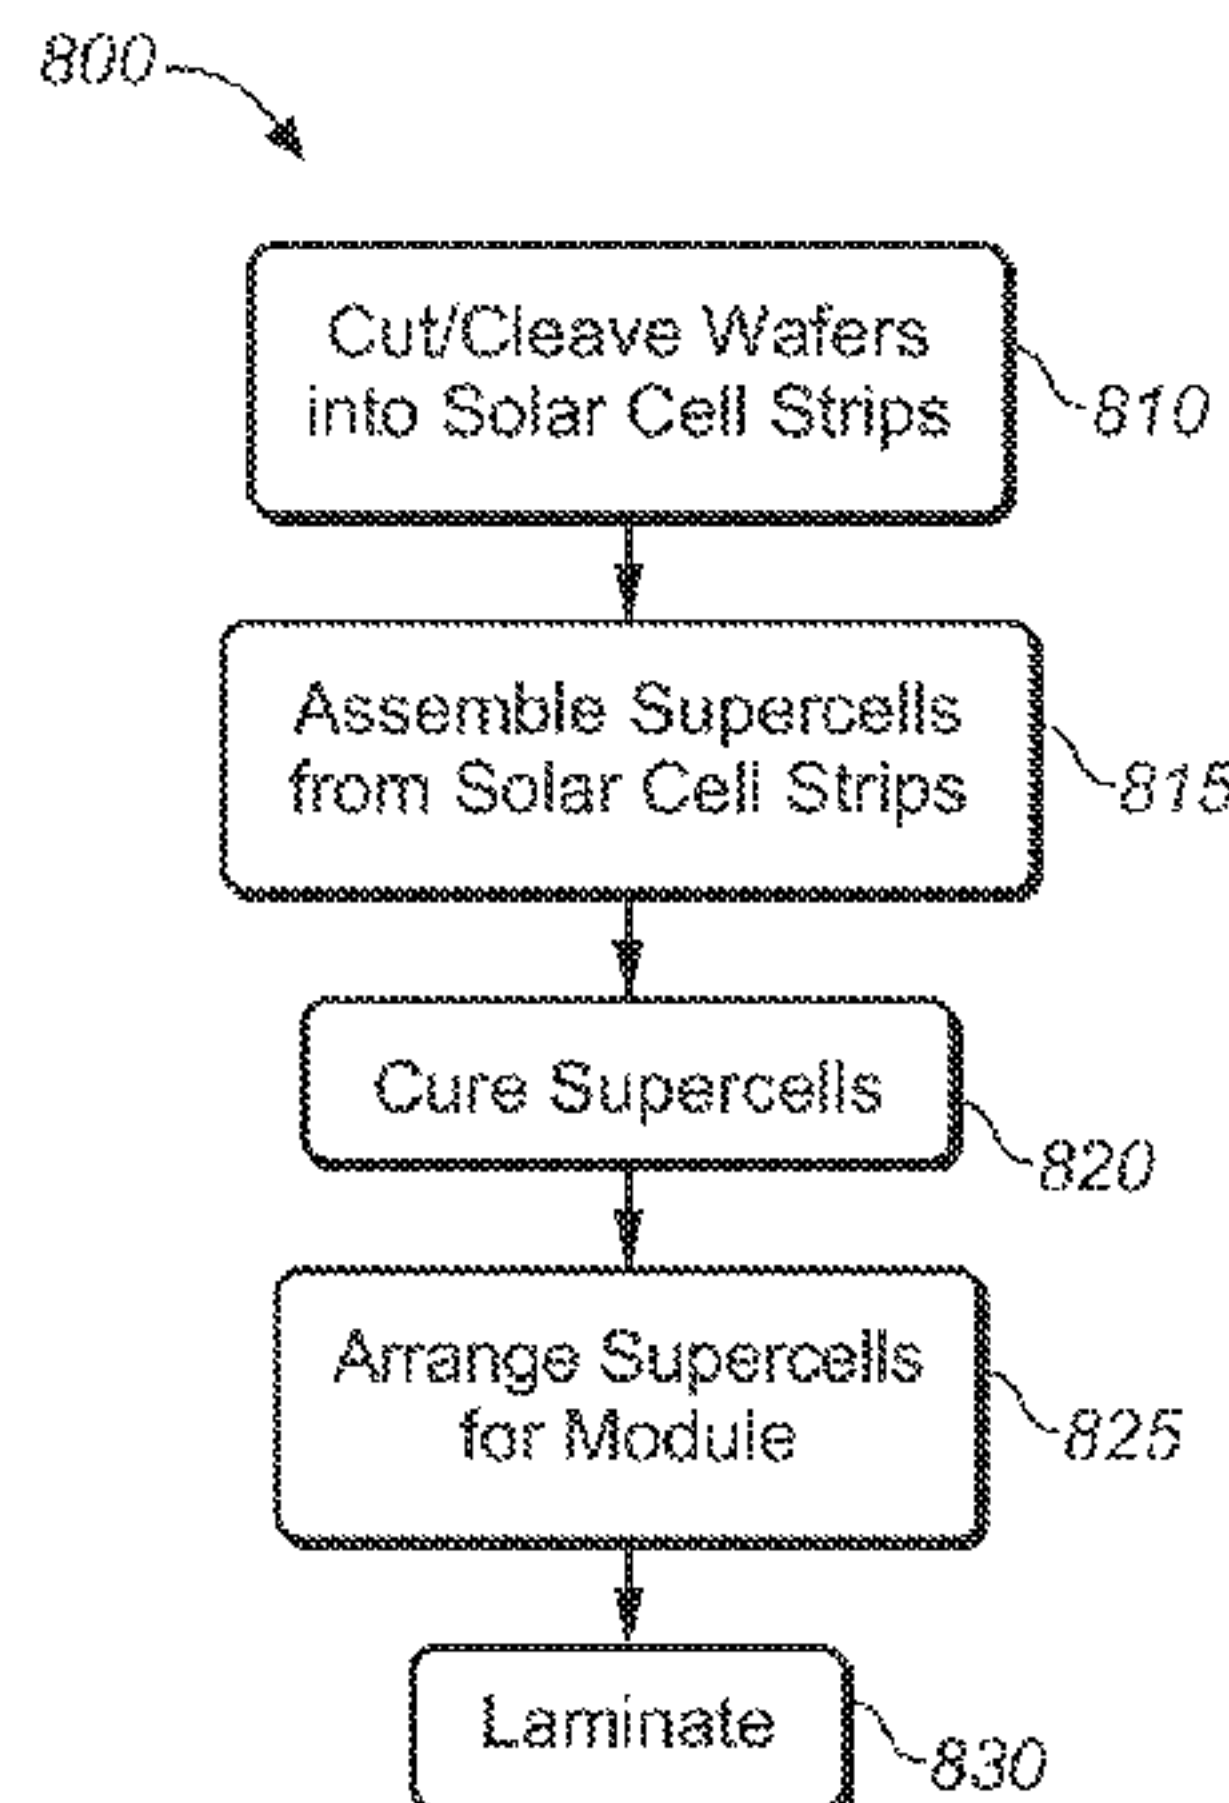 800
Cut/Cleave Wafers
into Solar Cell Strips
810
Assemble Supercells
from Solar Cell Strips
815
Cure Supercells
820
Arrange Supercells
for Module
825
Laminate
830